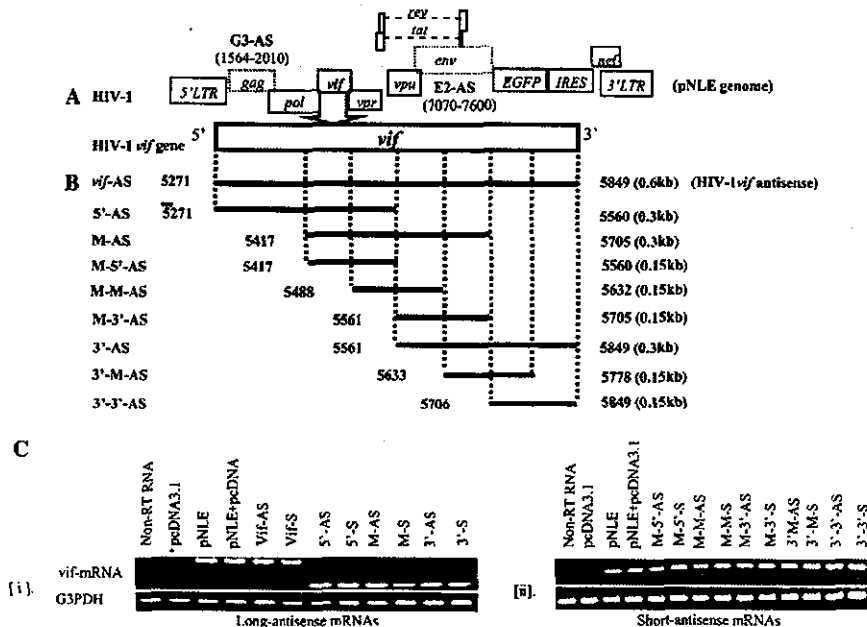 rev
tat
G3-AS
(1564-2010)
env
nef
gag
vif
vpu
E2-AS
(7070-7600)
EGFP
IRES
3'LTR
(pNLE genome)
5'LTR
pol
vpr
A
HIV-1
5'
3'
HIV-1 vif gene
vif
B
vif-AS 5271 5849 (0.6kb) (HIV-1vif antisense)
5'-AS 5271 5560 (0.3kb)
M-AS 5417 5705 (0.3kb)
M-5'-AS 5417 5560 (0.15kb)
M-M-AS 5488 5632 (0.15kb)
M-3'-AS 5561 5705 (0.15kb)
3'-AS 5561 5849 (0.3kb)
3'-M-AS 5633 5778 (0.15kb)
3'-3'-AS 5706 5849 (0.15kb)
C
Non-RT RNA
pcDNA3.1
pNLE
pNLE+pcDNA
Vif-AS
Vif-S
5'-AS
5'-S
M-AS
M-S
3'-AS
3'-S
vif-mRNA
[i].
G3PDH
Long-antisense mRNAs
Non-RT RNA
pcDNA3.1
pNLE
pNLE+pcDNA3.1
M-5'-AS
M-5'-S
M-M-AS
M-M-S
M-3'-AS
M-3'-S
3'M-AS
3'-M-S
3'-3'-AS
3'-3'-S
[ii].
Short-antisense mRNAs